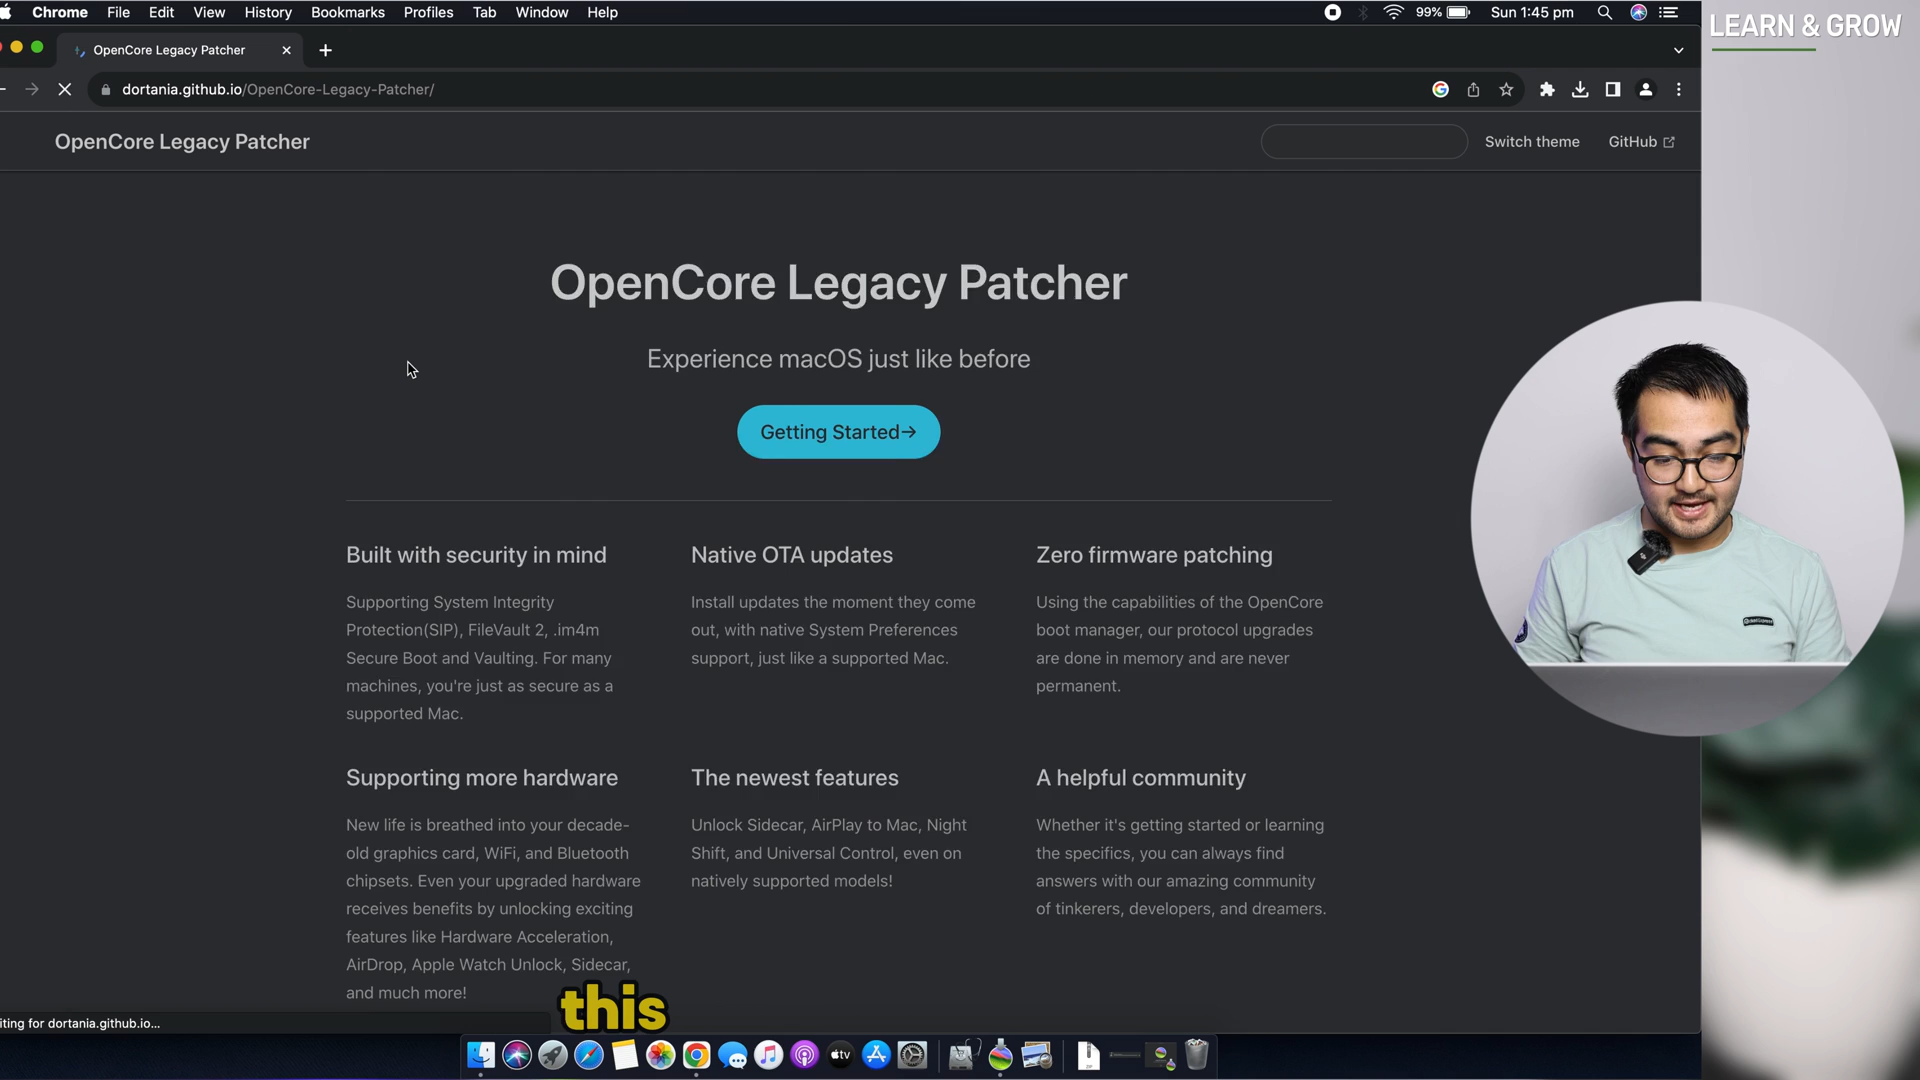 Chrome File Edit View History Bookmarks Profiles Tab Window Help 99% Sun 1:45 pm
LEARN & GROW
OpenCore Legacy Patcher
dortania.github.io/OpenCore-Legacy-Patcher/
OpenCore Legacy Patcher Switch theme GitHub
OpenCore Legacy Patcher
Experience macOS just like before
Getting Started→
Built with security in mind
Supporting System Integrity
Protection(SIP), FileVault 2, .im4m
Secure Boot and Vaulting. For many
machines, you're just as secure as a
supported Mac.
Native OTA updates
Install updates the moment they come
out, with native System Preferences
support, just like a supported Mac.
Zero firmware patching
Using the capabilities of the OpenCore
boot manager, our protocol upgrades
are done in memory and are never
permanent.
Supporting more hardware
New life is breathed into your decade-
old graphics card, WiFi, and Bluetooth
chipsets. Even your upgraded hardware
receives benefits by unlocking exciting
features like Hardware Acceleration,
AirDrop, Apple Watch Unlock, Sidecar,
and much more!
The newest features
Unlock Sidecar, AirPlay to Mac, Night
Shift, and Universal Control, even on
natively supported models!
A helpful community
Whether it's getting started or learning
the specifics, you can always find
answers with our amazing community
of tinkerers, developers, and dreamers.
this
iting for dortania.github.io...
tv